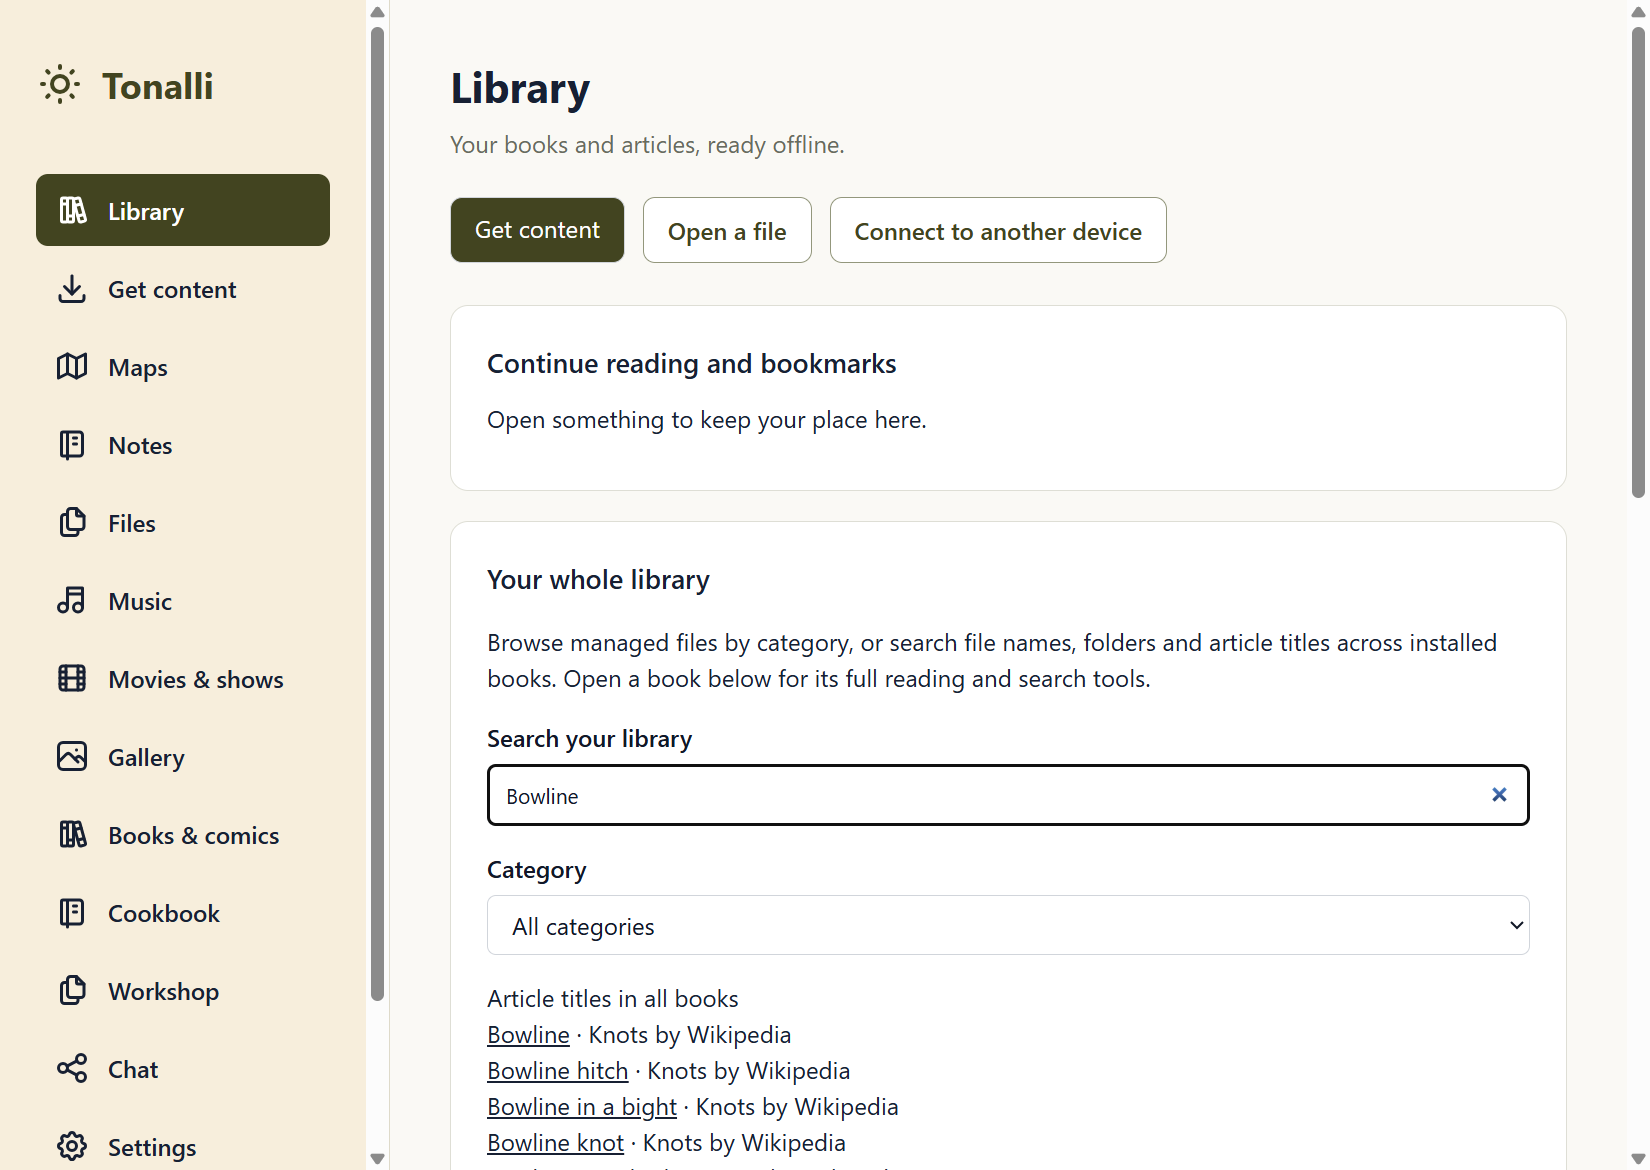 Tonalli
Library
Get content
Maps
Notes
Files
Music
Movies & shows
Gallery
Books & comics
Cookbook
Workshop
Chat
Settings
Library
Your books and articles, ready offline.
Get content
Open a file
Connect to another device
Continue reading and bookmarks
Open something to keep your place here.
Your whole library
Browse managed files by category, or search file names, folders and article titles across installed
books. Open a book below for its full reading and search tools.
Search your library
Bowline
Category
All categories
Article titles in all books
Bowline · Knots by Wikipedia
Bowline hitch · Knots by Wikipedia
Bowline in a bight · Knots by Wikipedia
Bowline knot · Knots by Wikipedia